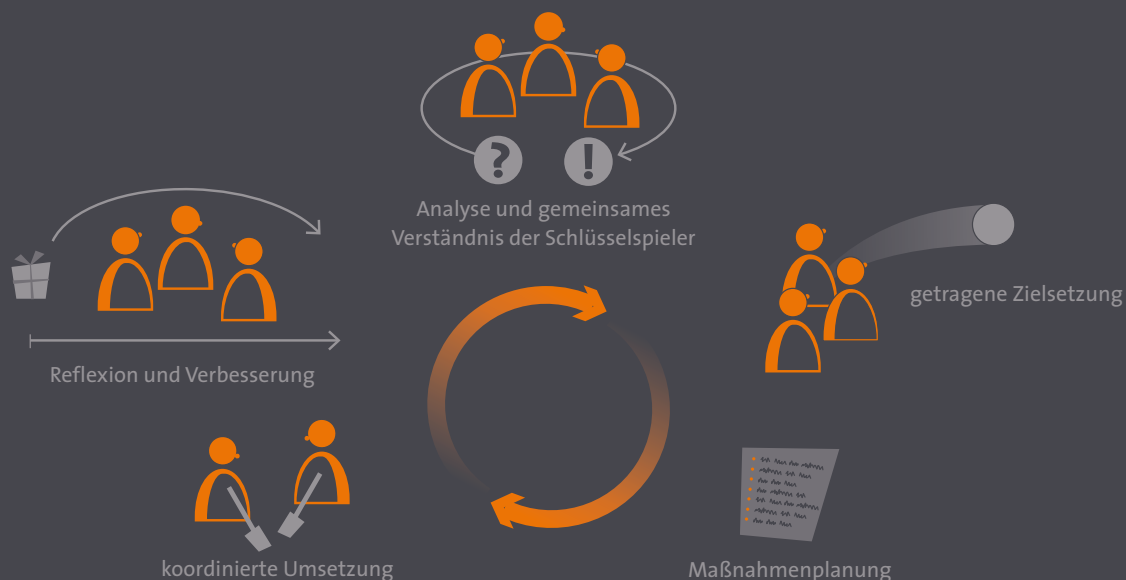 ?
!
Analyse und gemeinsames
Verständnis der Schlüsselspieler
getragene Zielsetzung
Reflexion und Verbesserung
koordinierte Umsetzung
Maßnahmenplanung